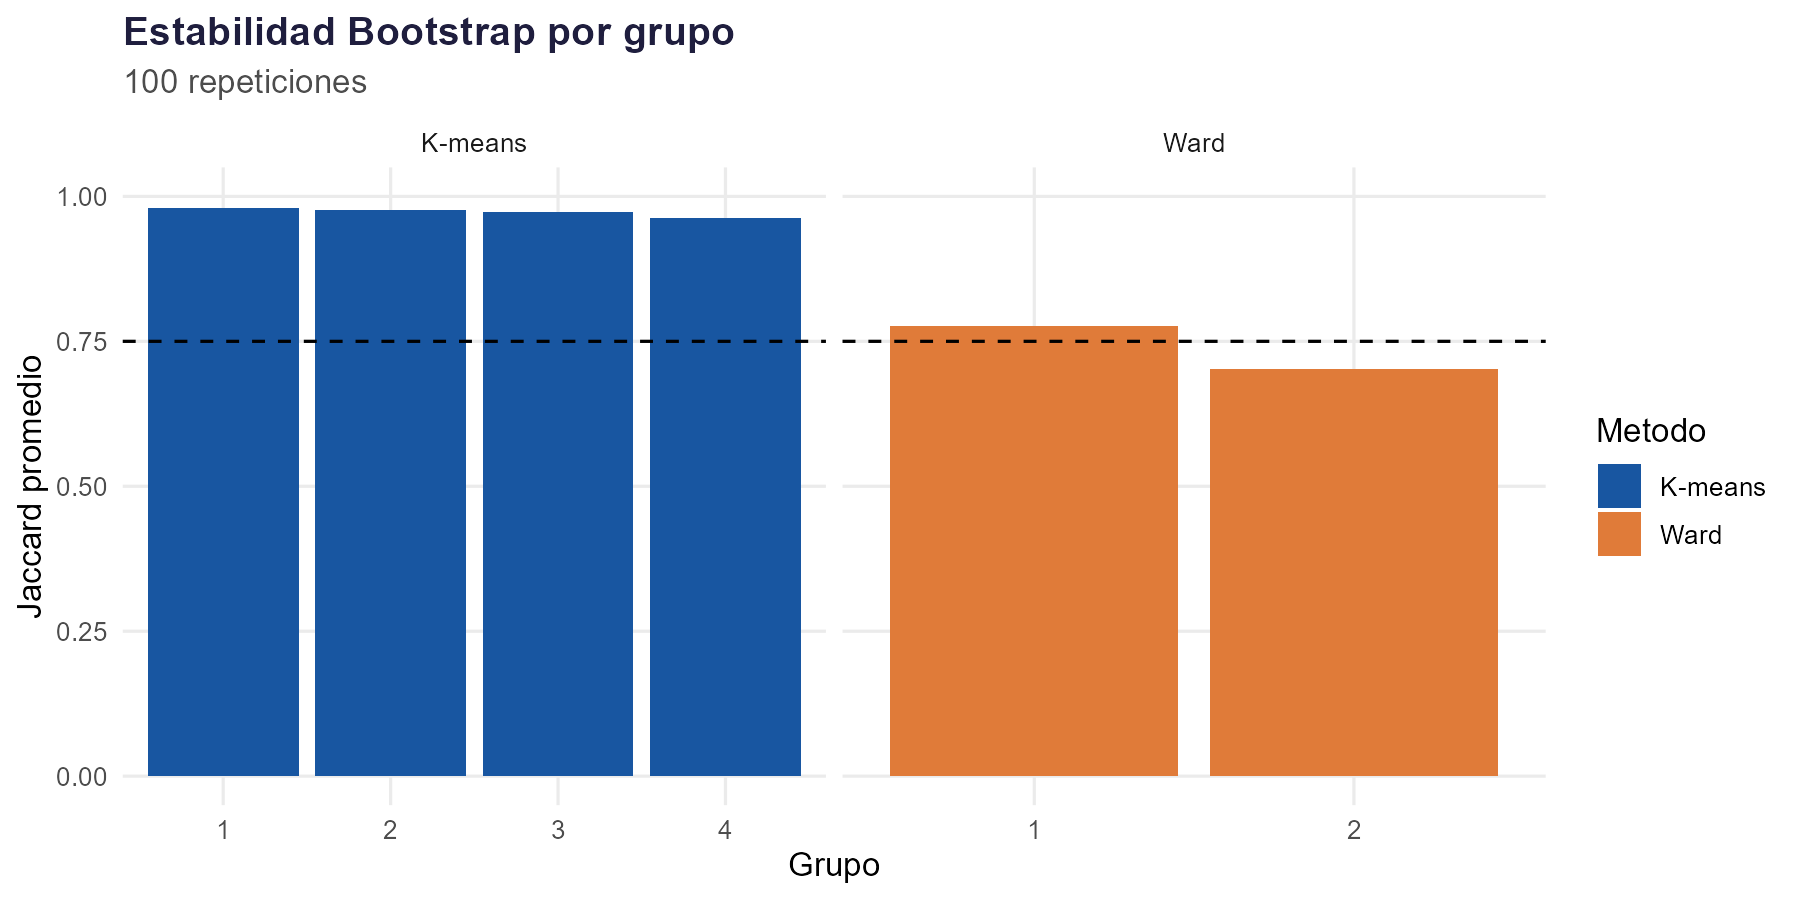 Estabilidad Bootstrap por grupo
100 repeticiones
K-means
Ward
1.00
0.75
0.50
0.25
0.00
Jaccard promedio
1
2
3
4
1
2
Grupo
Metodo
K-means
Ward